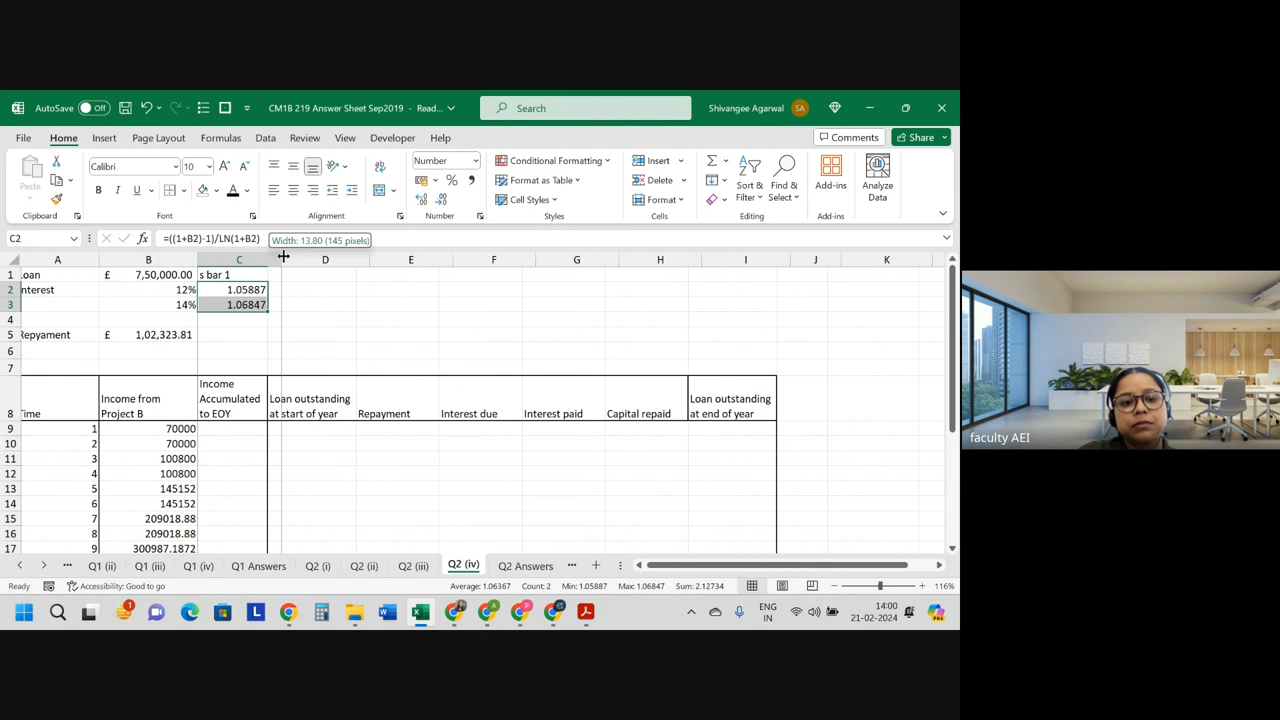 AutoSave Off CM1B 219 Answer Sheet Sep2019 - Read... Search Shivangee Agarwal SA
File Home Insert Page Layout Formulas Data Review View Developer Help Comments Share
Paste Calibri 10 Number Conditional Formatting Insert Sort & Find & Add-ins Analyze
B I U A % Format as Table Delete Filter Select Data
Cell Styles Format
Clipboard Font Alignment Number Styles Cells Editing Add-ins
C2 fx =((1+B2)-1)/LN(1+B2) Width: 13.80 (145 pixels)
A B C D E F G H I J K
1 Loan £ 7,50,000.00 s bar 1
2 nterest 12% 1.05887
3 14% 1.06847
4
5 Repyament £ 1,02,323.81
6
7
8 Time Income from Project B Income Accumulated to EOY Loan outstanding at start of year Repayment Interest due Interest paid Capital repaid Loan outstanding at end of year
9 1 70000
10 2 70000
11 3 100800
12 4 100800
13 5 145152
14 6 145152
15 7 209018.88
16 8 209018.88
17 9 300987.1872
Q1 (ii) Q1 (iii) Q1 (iv) Q1 Answers Q2 (i) Q2 (ii) Q2 (iii) Q2 (iv) Q2 Answers
Ready Accessibility: Good to go Average: 1.06367 Count: 2 Min: 1.05887 Max: 1.06847 Sum: 2.12734 116%
ENG 14:00
IN 21-02-2024
faculty AEI